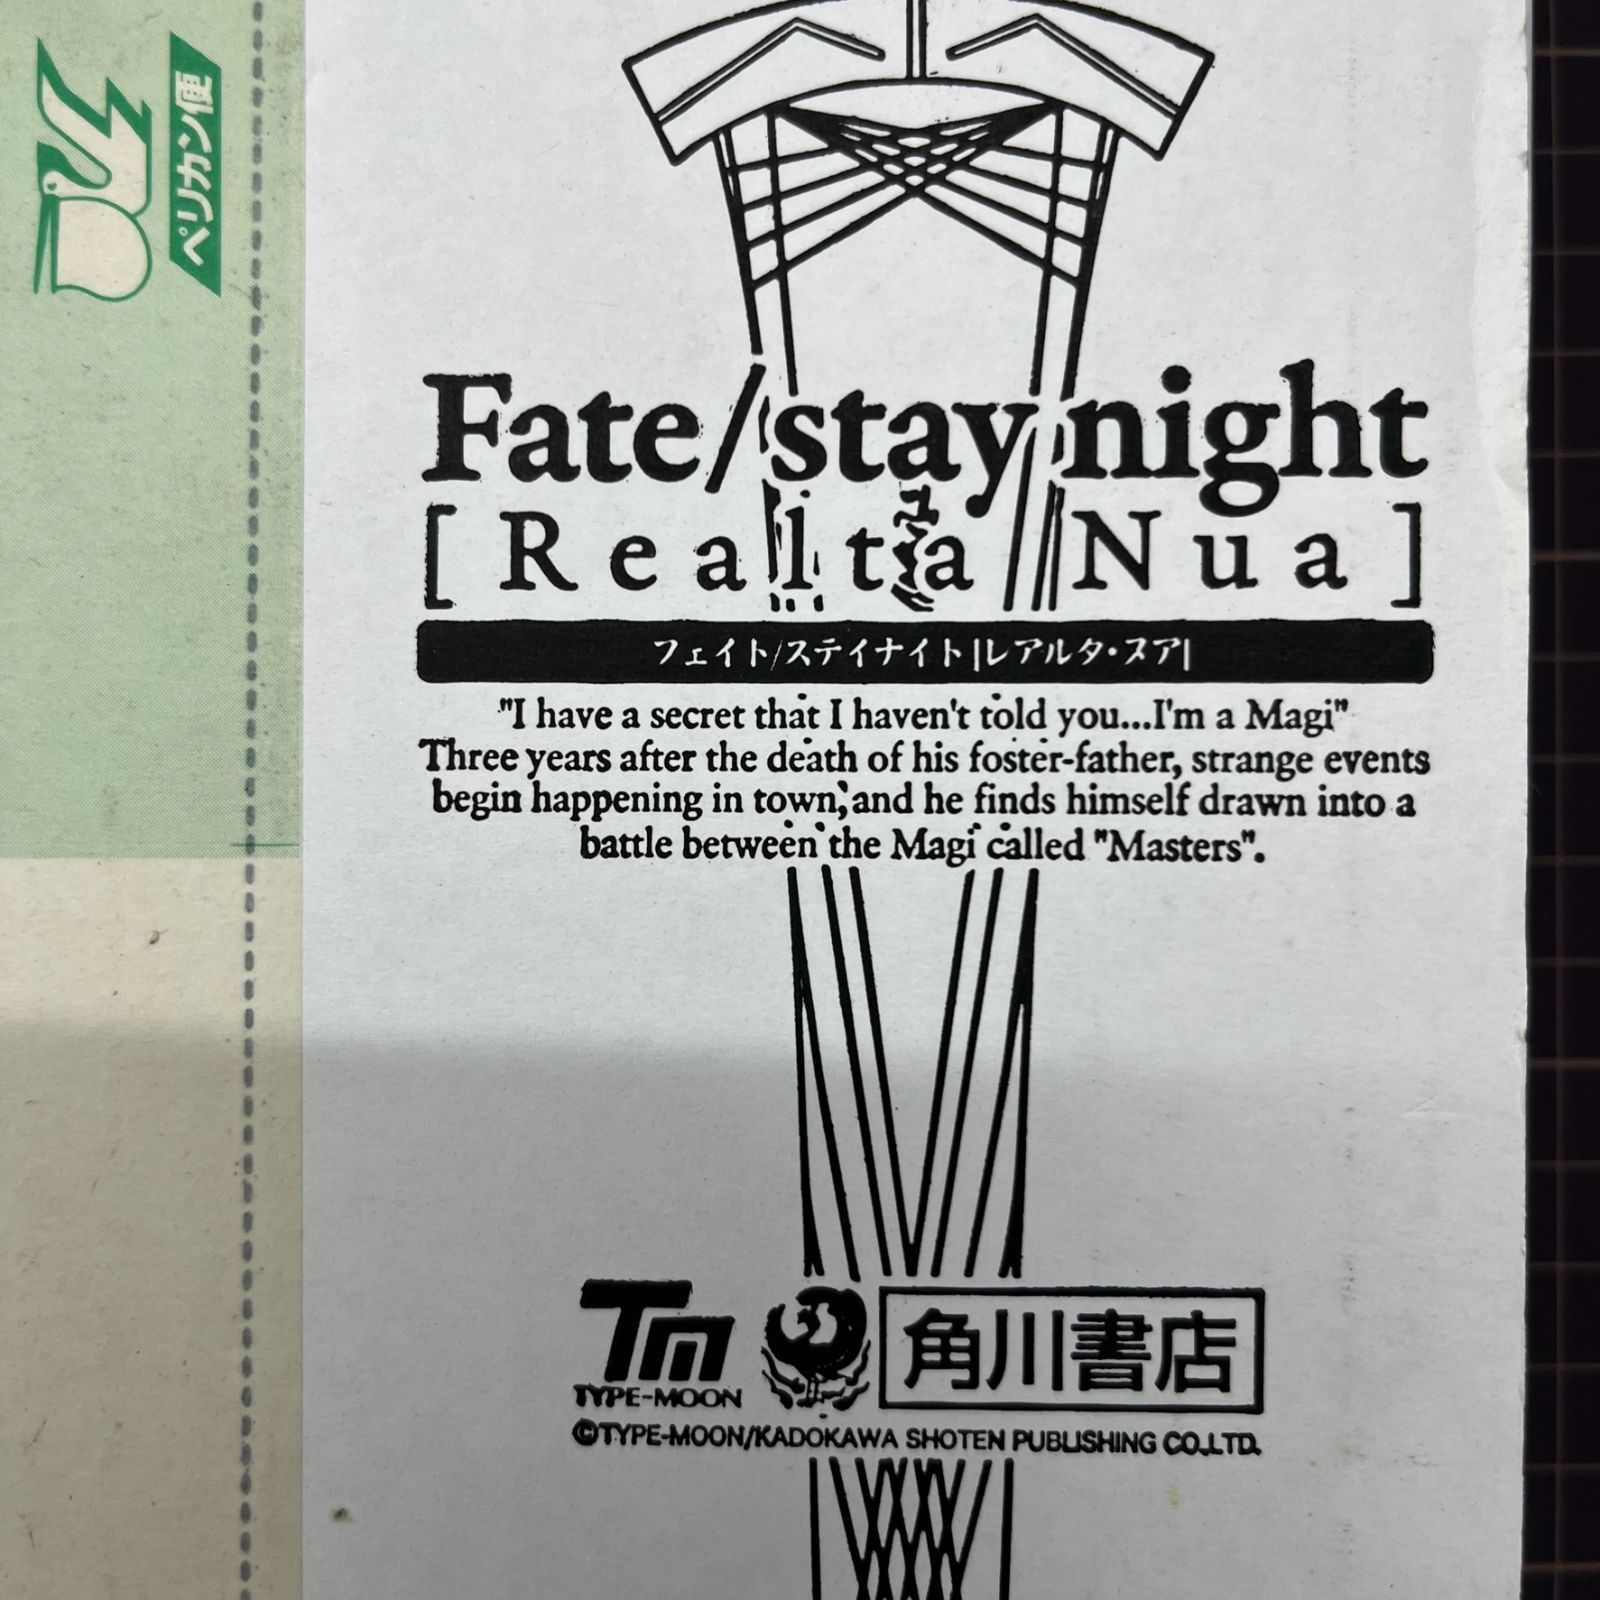 ペリカン便
Fate/stay night
[Realta Nua]
フェイト/ステイナイト|レアルタ・ヌア|
"I have a secret that I haven't told you...I'm a Magi"
Three years after the death of his foster-father, strange events
begin happening in town, and he finds himself drawn into a
battle between the Magi called "Masters".
TM
TYPE-MOON
角川書店
©TYPE-MOON/KADOKAWA SHOTEN PUBLISHING CO.,LTD.